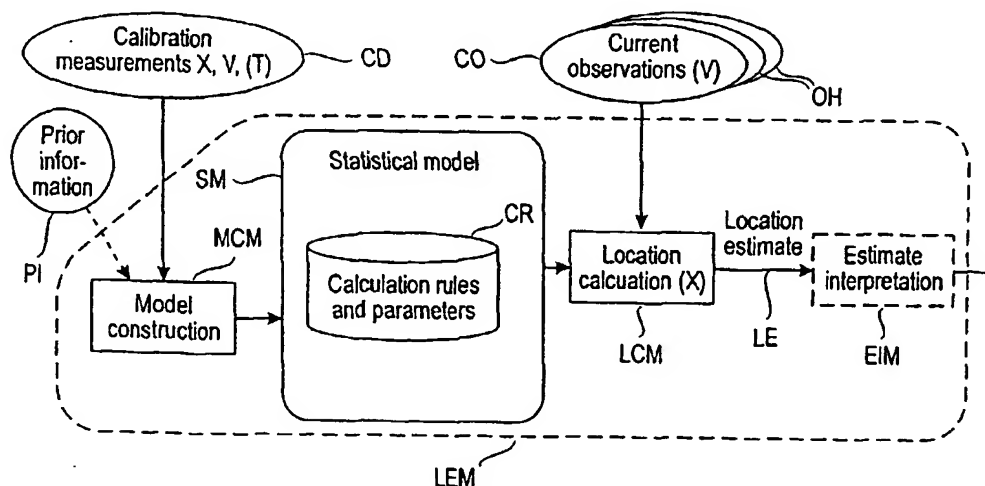 Calibration
measurements X, V, (T)
CD
CO
Current
observations (V)
OH
Prior
infor-
mation
PI
SM
Statistical model
CR
MCM
Calculation rules
and parameters
Model
construction
Location
calcuation (X)
LCM
Location
estimate
LE
Estimate
interpretation
EIM
LEM